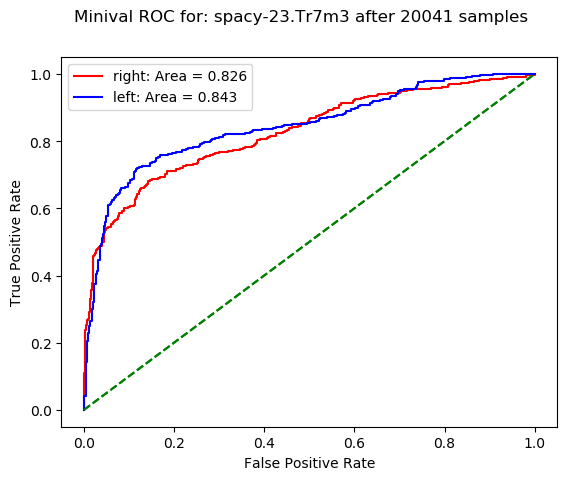 Minival ROC for: spacy-23.Tr7m3 after 20041 samples
right: Area = 0.826
left: Area = 0.843
True Positive Rate
1.0
0.8
0.6
0.4
0.2
0.0
0.0 0.2 0.4 0.6 0.8 1.0
False Positive Rate